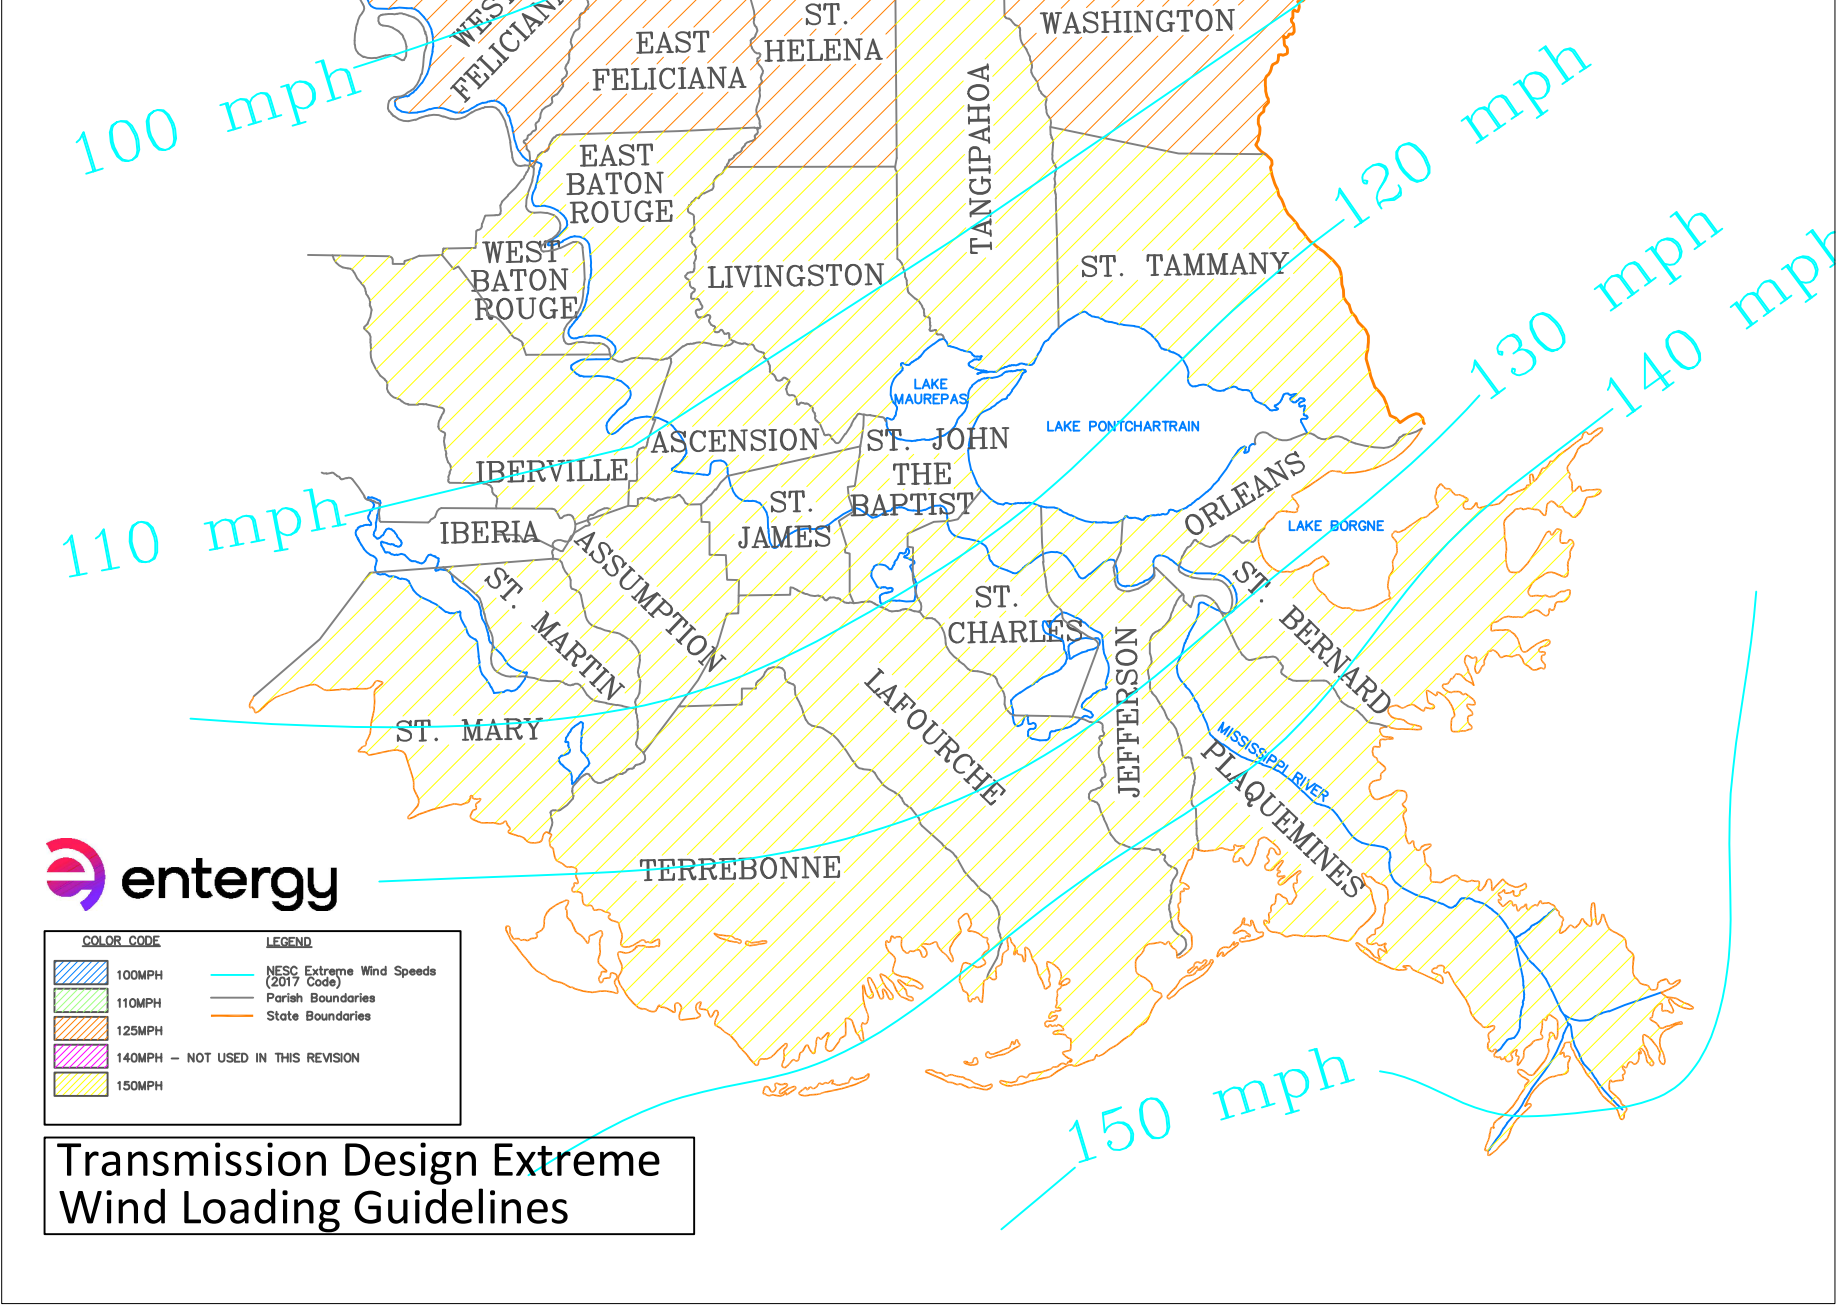 WEST
FELICIANA
EAST
FELICIANA
ST.
HELENA
WASHINGTON
TANGIPAHOA
100 mph
120 mph
EAST
BATON
ROUGE
WEST
BATON
ROUGE
LIVINGSTON
ST. TAMMANY
130 mph
140 mph
LAKE
MAUREPAS
LAKE PONTCHARTRAIN
ASCENSION
ST. JOHN
THE
BAPTIST
IBERVILLE
ORLEANS
110 mph
IBERIA
ST.
JAMES
LAKE BORGNE
ASSUMPTION
ST. MARTIN
ST.
CHARLES
ST. BERNARD
JEFFERSON
LAFOURCHE
ST. MARY
MISSISSIPPI RIVER
PLAQUEMINES
TERREBONNE
entergy
COLOR CODE
100MPH
110MPH
125MPH
140MPH – NOT USED IN THIS REVISION
150MPH
LEGEND
NESC Extreme Wind Speeds
(2017 Code)
Parish Boundaries
State Boundaries
150 mph
Transmission Design Extreme
Wind Loading Guidelines